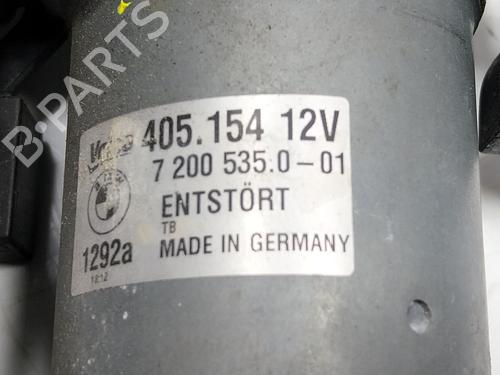 B-PARTS
Valeo 405.154 12V
7 200 535.0-01
ENTSTÖRT
TB
1292a MADE IN GERMANY